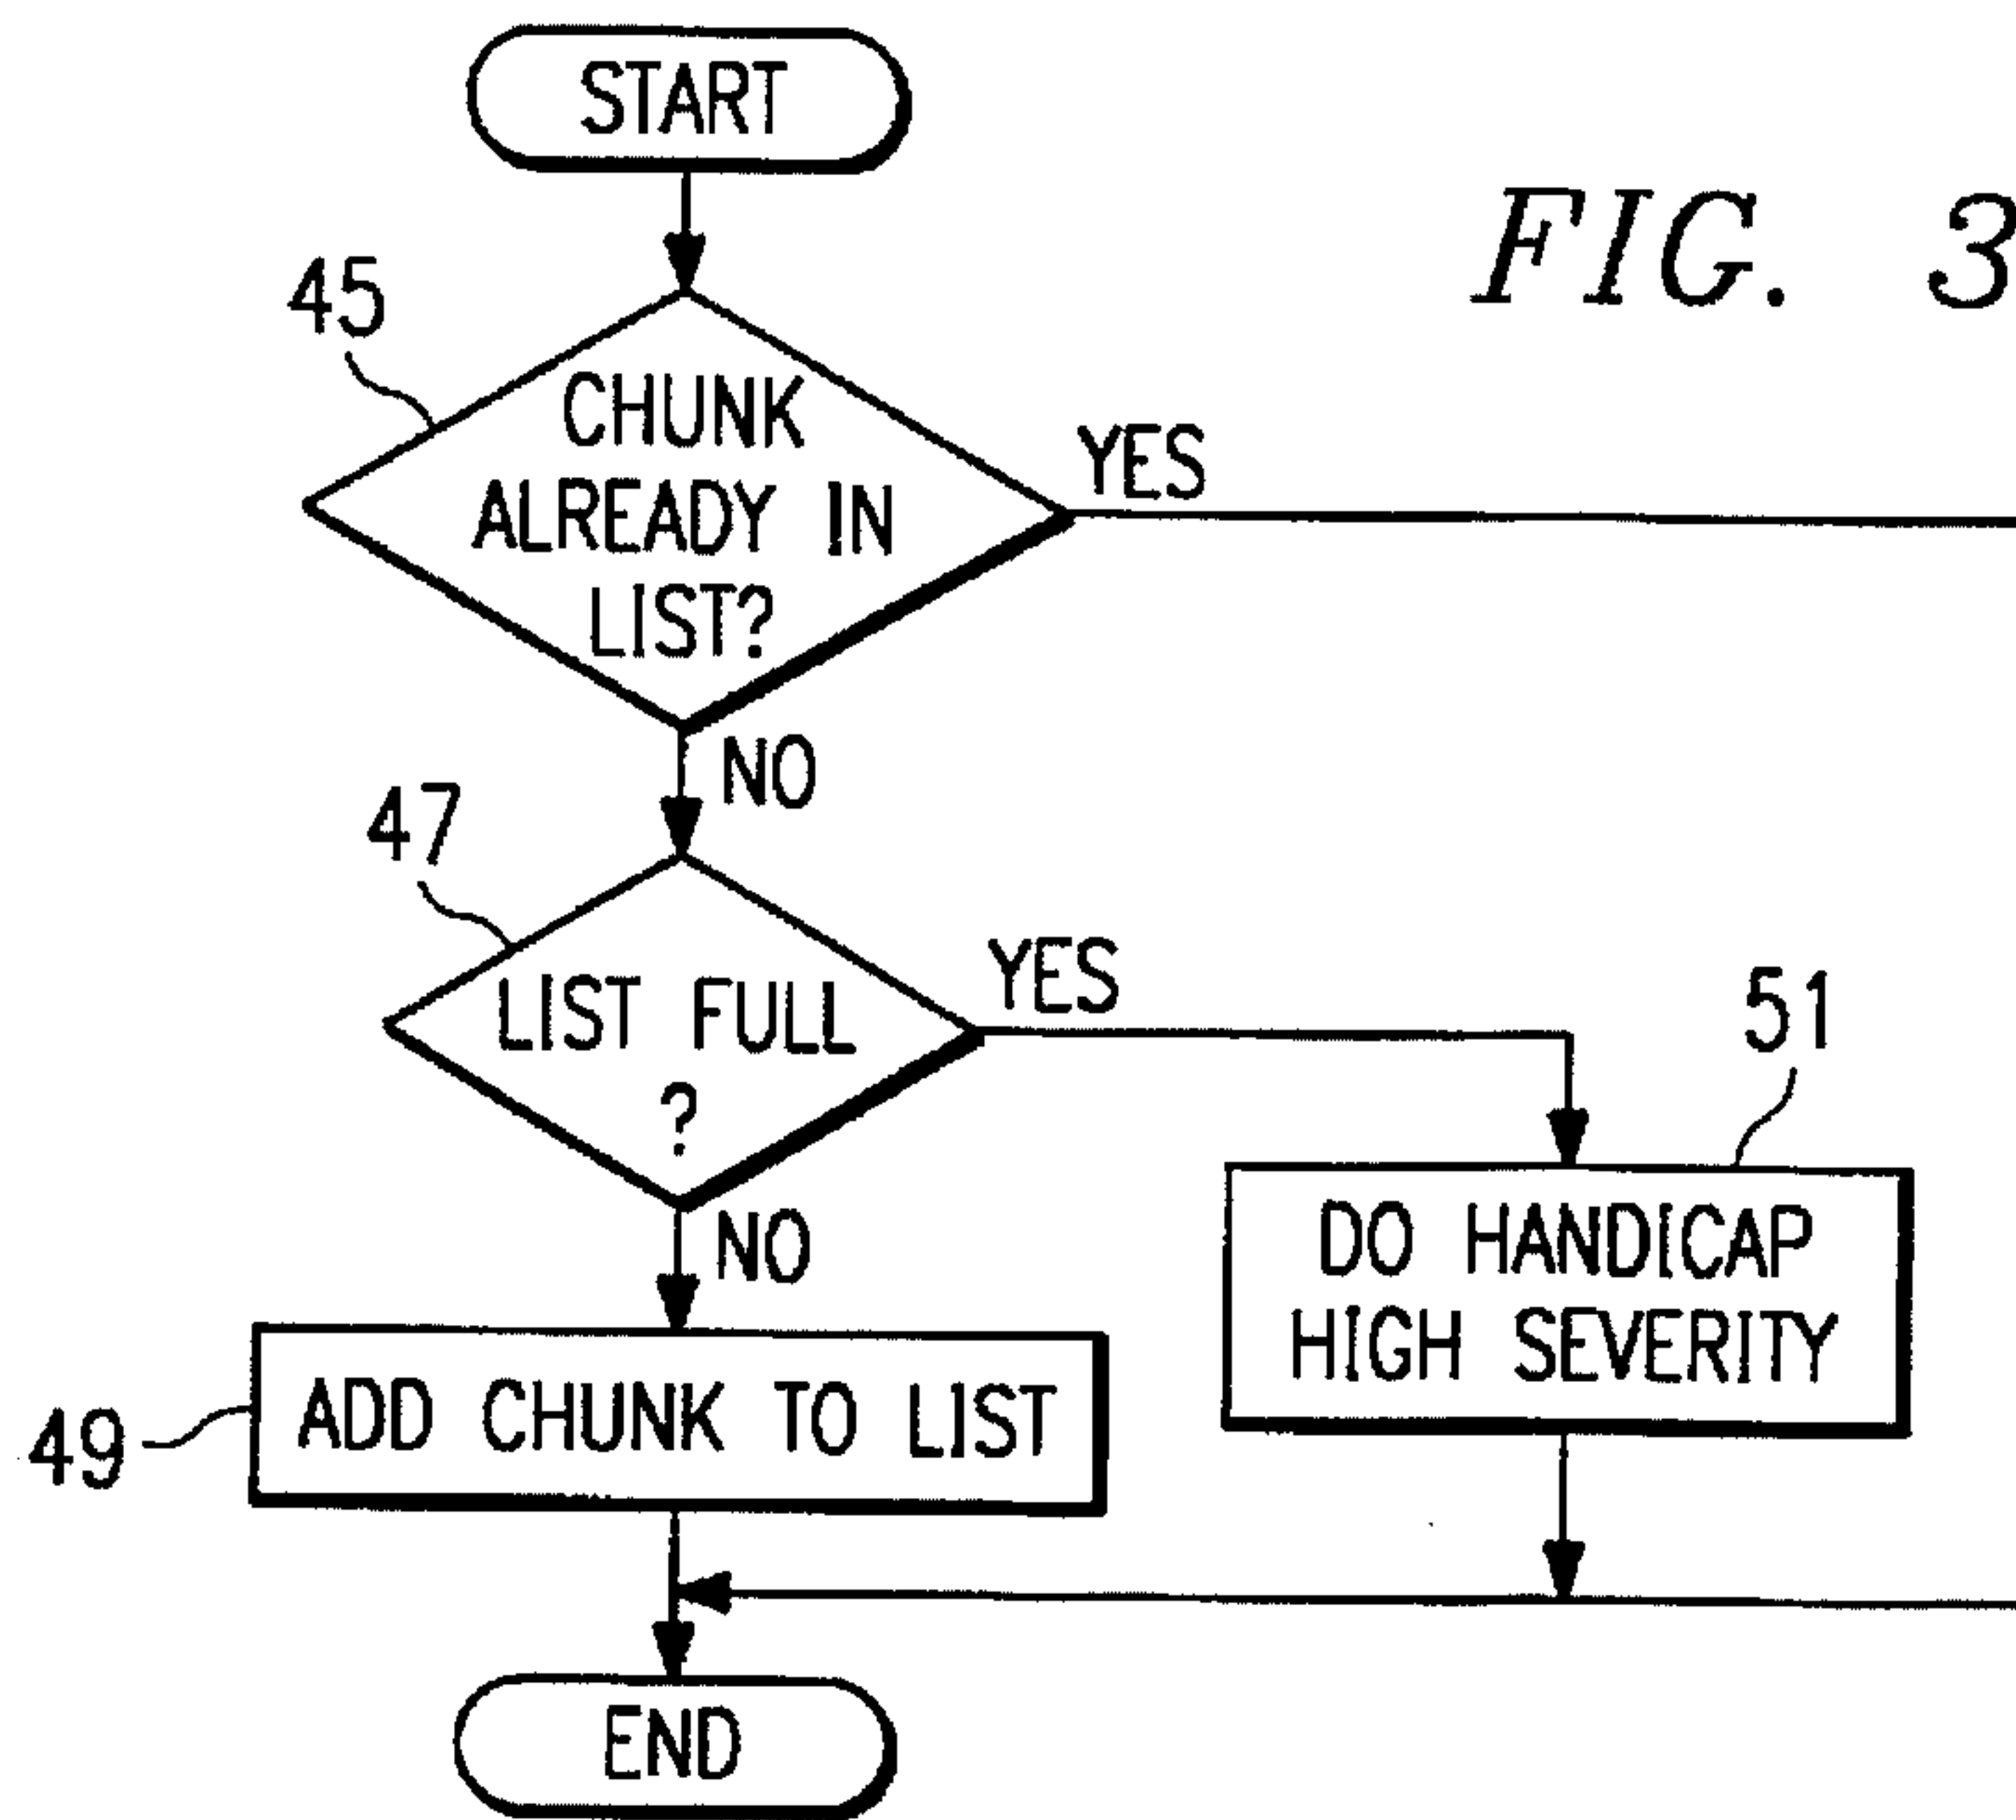 START
FIG. 3
45
CHUNK
ALREADY IN
LIST?
YES
NO
47
LIST FULL
?
YES
NO
51
DO HANDICAP
HIGH SEVERITY
49
ADD CHUNK TO LIST
END